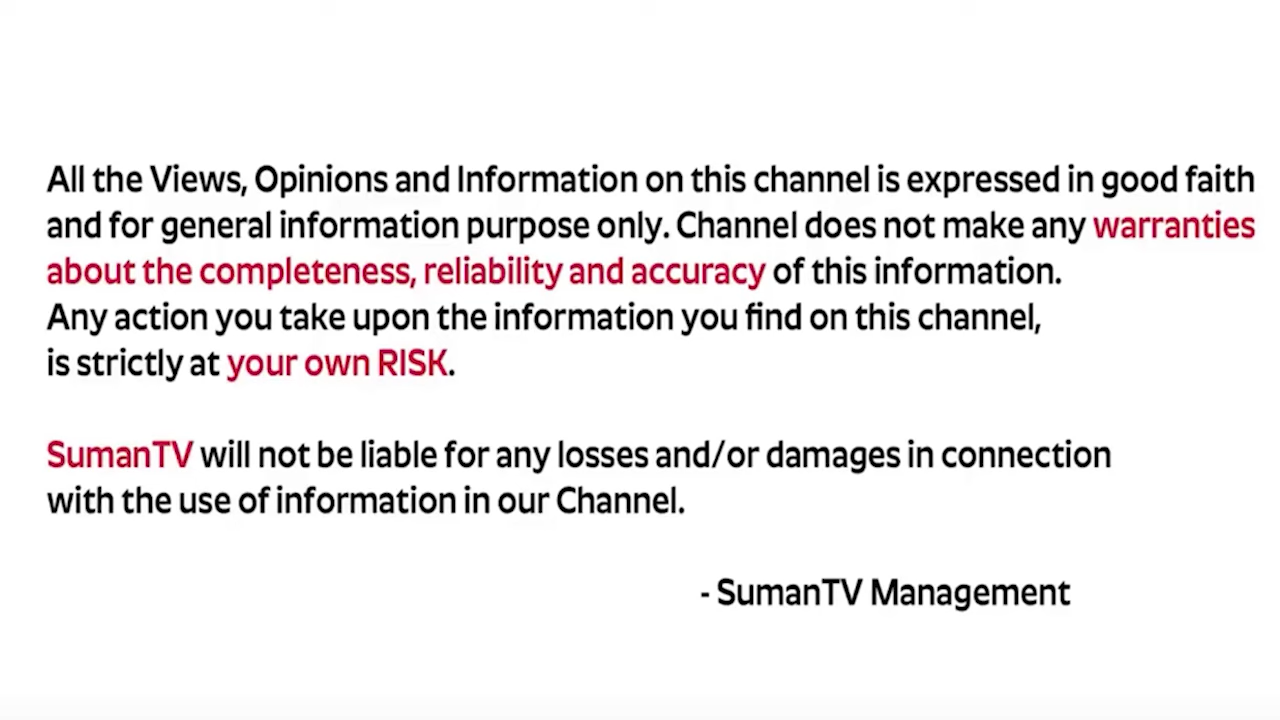 All the Views, Opinions and Information on this channel is expressed in good faith
and for general information purpose only. Channel does not make any warranties
about the completeness, reliability and accuracy of this information.
Any action you take upon the information you find on this channel,
is strictly at your own RISK.
SumanTV will not be liable for any losses and/or damages in connection
with the use of information in our Channel.
- SumanTV Management